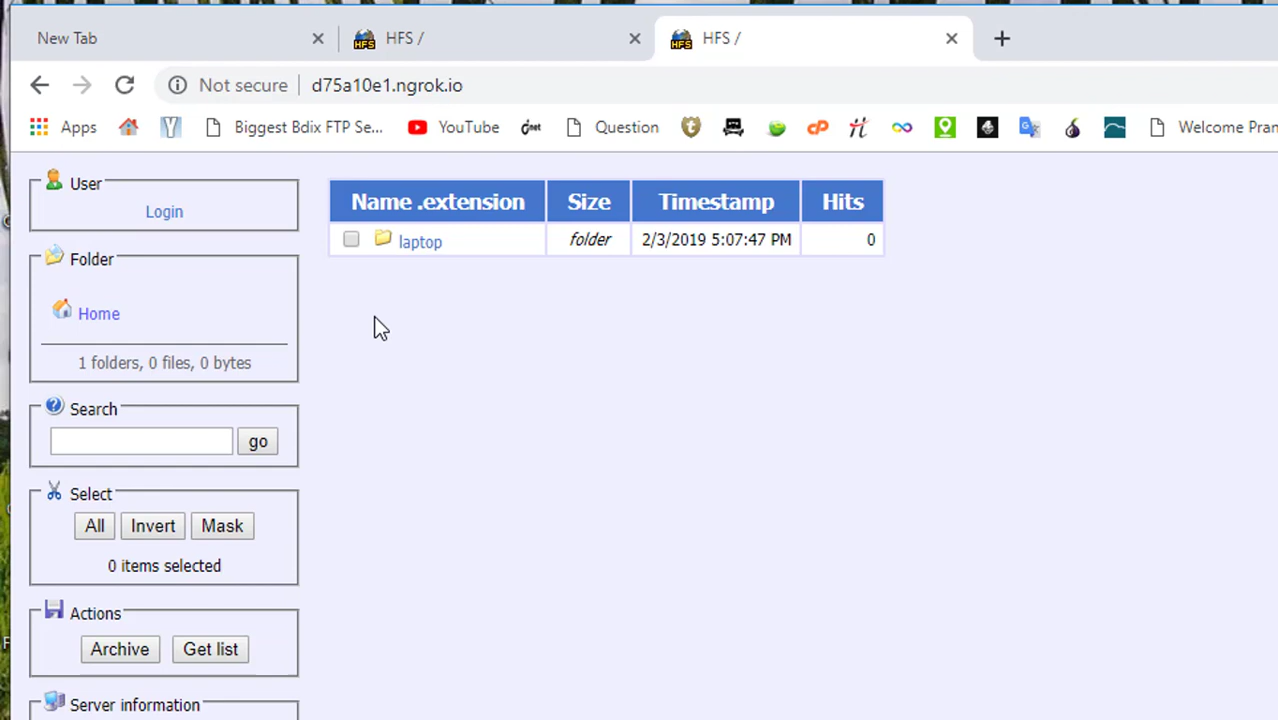 New Tab
HFS /
HFS /
Not secure
d75a10e1.ngrok.io
Apps
Biggest Bdix FTP Se...
YouTube
Question
Welcome Pran
User
Login
Folder
Home
1 folders, 0 files, 0 bytes
Search
go
Select
All Invert Mask
0 items selected
Actions
Archive Get list
Server information
Name .extension Size Timestamp Hits
laptop folder 2/3/2019 5:07:47 PM 0